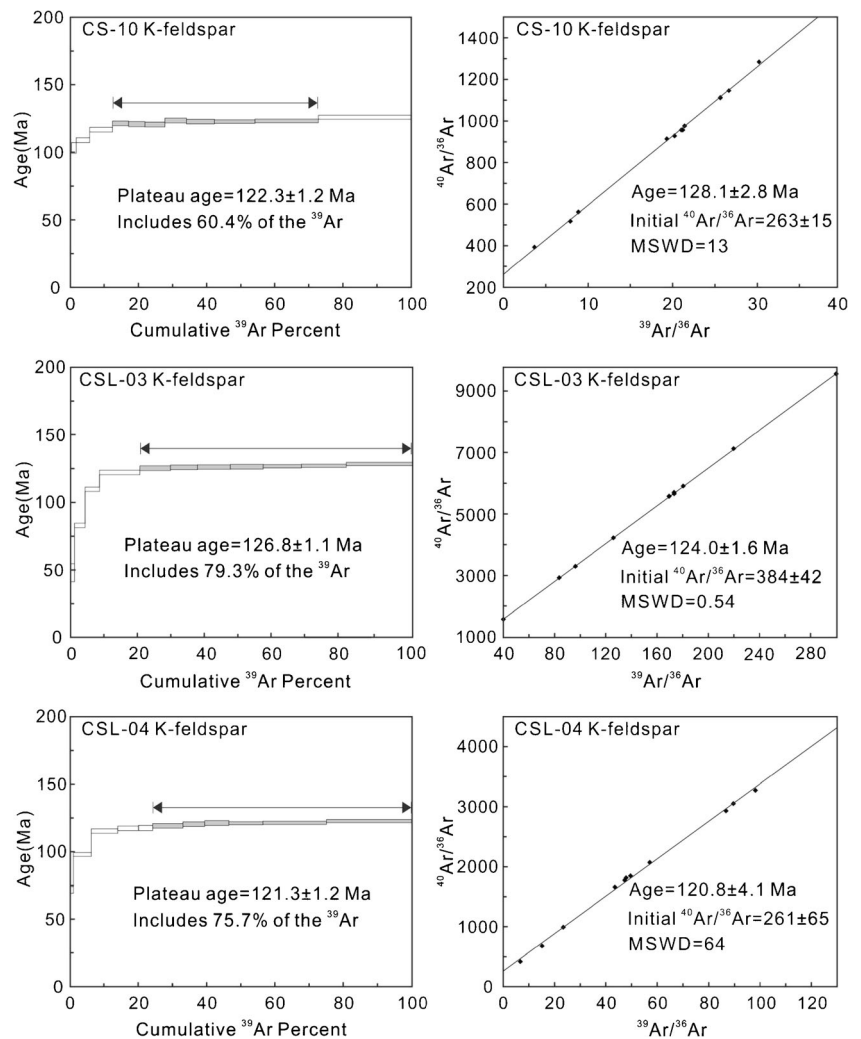 CS-10 K-feldspar
200
150
100
50
0
Age(Ma)
Plateau age=122.3±1.2 Ma
Includes 60.4% of the ³⁹Ar
0 20 40 60 80 100
Cumulative ³⁹Ar Percent
CS-10 K-feldspar
1400
1200
1000
800
600
400
200
⁴⁰Ar/³⁶Ar
Age=128.1±2.8 Ma
Initial ⁴⁰Ar/³⁶Ar=263±15
MSWD=13
0 10 20 30 40
³⁹Ar/³⁶Ar
CSL-03 K-feldspar
200
150
100
50
0
Age(Ma)
Plateau age=126.8±1.1 Ma
Includes 79.3% of the ³⁹Ar
0 20 40 60 80 100
Cumulative ³⁹Ar Percent
CSL-03 K-feldspar
9000
7000
5000
3000
1000
⁴⁰Ar/³⁶Ar
Age=124.0±1.6 Ma
Initial ⁴⁰Ar/³⁶Ar=384±42
MSWD=0.54
40 80 120 160 200 240 280
³⁹Ar/³⁶Ar
CSL-04 K-feldspar
200
150
100
50
0
Age(Ma)
Plateau age=121.3±1.2 Ma
Includes 75.7% of the ³⁹Ar
0 20 40 60 80 100
Cumulative ³⁹Ar Percent
CSL-04 K-feldspar
4000
3000
2000
1000
0
⁴⁰Ar/³⁶Ar
Age=120.8±4.1 Ma
Initial ⁴⁰Ar/³⁶Ar=261±65
MSWD=64
0 20 40 60 80 100 120
³⁹Ar/³⁶Ar